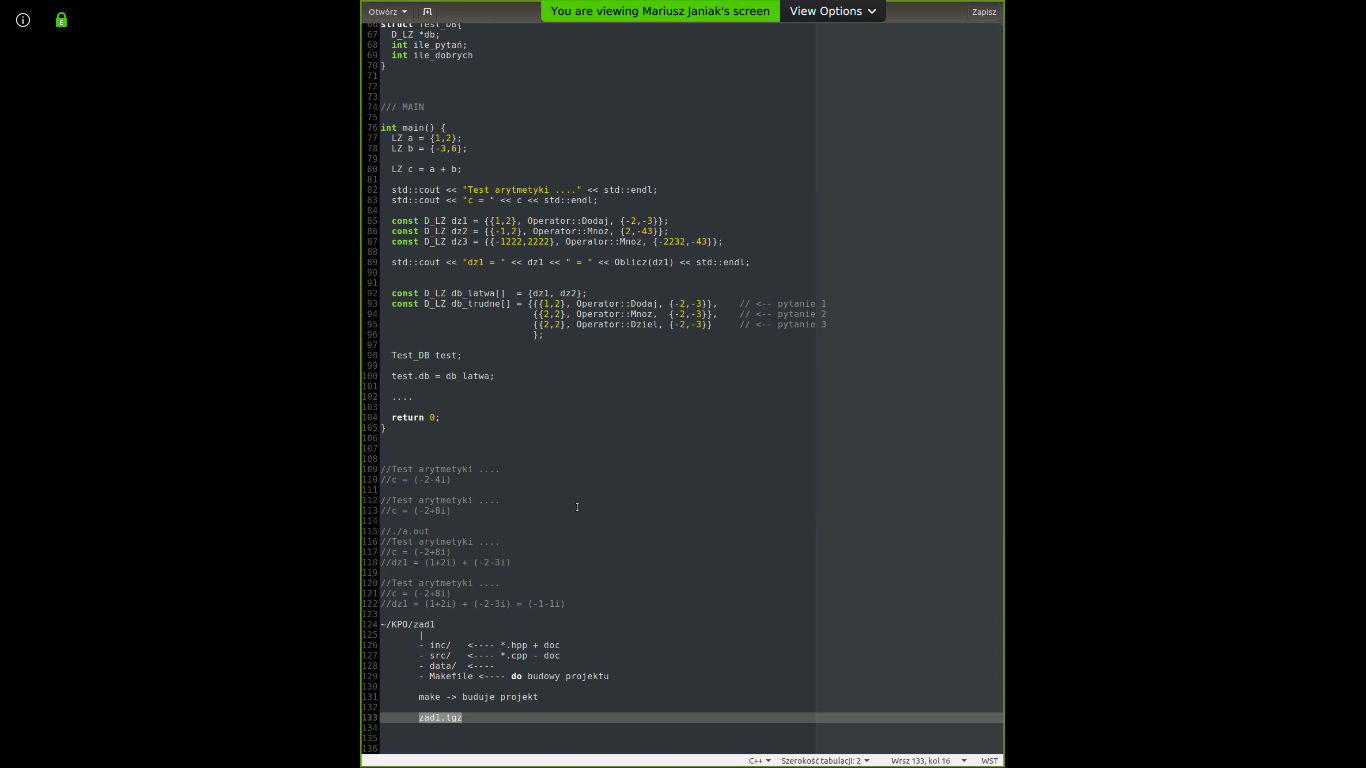 You are viewing Mariusz Janiak's screen
View Options
Otwórz
Zapisz
66 struct Test_DB{
67 D_LZ *db;
68 int ile_pytań;
69 int ile_dobrych
70 }
71
72
73
74 /// MAIN
75
76 int main() {
77 LZ a = {1,2};
78 LZ b = {-3,6};
79
80 LZ c = a + b;
81
82 std::cout << "Test arytmetyki ...." << std::endl;
83 std::cout << "c = " << c << std::endl;
84
85 const D_LZ dz1 = {{1,2}, Operator::Dodaj, {-2,-3}};
86 const D_LZ dz2 = {{-1,2}, Operator::Mnoz, {2,-43}};
87 const D_LZ dz3 = {{-1222,2222}, Operator::Mnoz, {-2232,-43}};
88
89 std::cout << "dz1 = " << dz1 << " = " << Oblicz(dz1) << std::endl;
90
91
92 const D_LZ db_latwa[] = {dz1, dz2};
93 const D_LZ db_trudne[] = {{{1,2}, Operator::Dodaj, {-2,-3}}, // <-- pytanie 1
94 {{2,2}, Operator::Mnoz, {-2,-3}}, // <-- pytanie 2
95 {{2,2}, Operator::Dziel, {-2,-3}} // <-- pytanie 3
96 };
97
98 Test_DB test;
99
100 test.db = db_latwa;
101
102 ....
103
104 return 0;
105 }
106
107
108
109 //Test arytmetyki ....
110 //c = (-2-4i)
111
112 //Test arytmetyki ....
113 //c = (-2+8i)
114
115 //./a.out
116 //Test arytmetyki ....
117 //c = (-2+8i)
118 //dz1 = (1+2i) + (-2-3i)
119
120 //Test arytmetyki ....
121 //c = (-2+8i)
122 //dz1 = (1+2i) + (-2-3i) = (-1-1i)
123
124 ~/KPO/zad1
125 |
126 - inc/ <---- *.hpp + doc
127 - src/ <---- *.cpp - doc
128 - data/ <----
129 - Makefile <---- do budowy projektu
130
131 make -> buduje projekt
132
133 zad1.tgz
134
135
136
C++
Szerokość tabulacji: 2
Wrsz 133, kol 16
WST